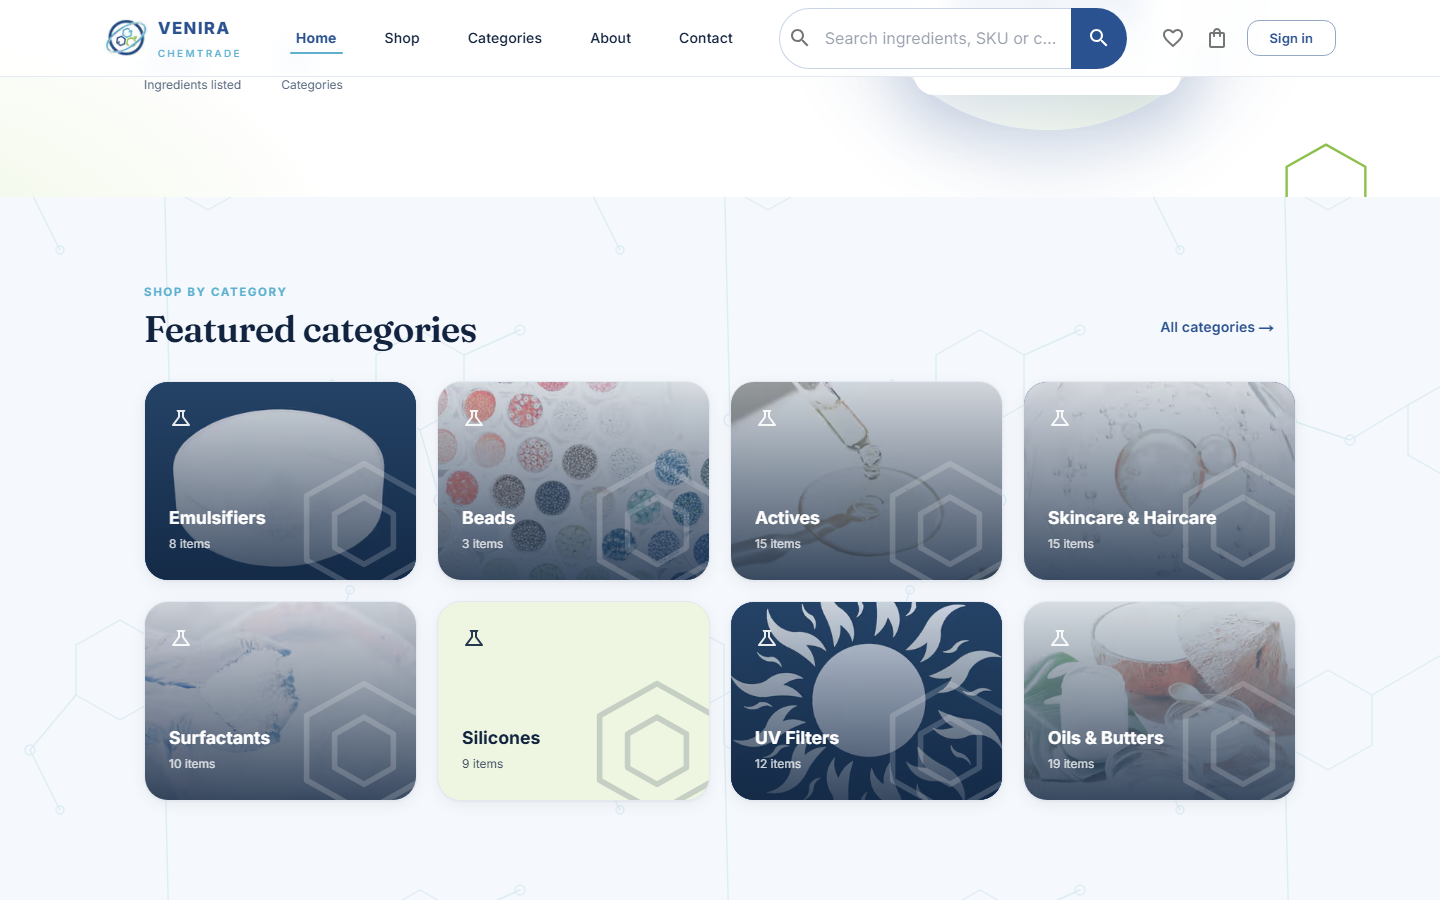 VENIRA
CHEMTRADE
Home
Shop
Categories
About
Contact
Search ingredients, SKU or c...
Sign in
Ingredients listed
Categories
SHOP BY CATEGORY
Featured categories
All categories →
Emulsifiers
8 items
Beads
3 items
Actives
15 items
Skincare & Haircare
15 items
Surfactants
10 items
Silicones
9 items
UV Filters
12 items
Oils & Butters
19 items